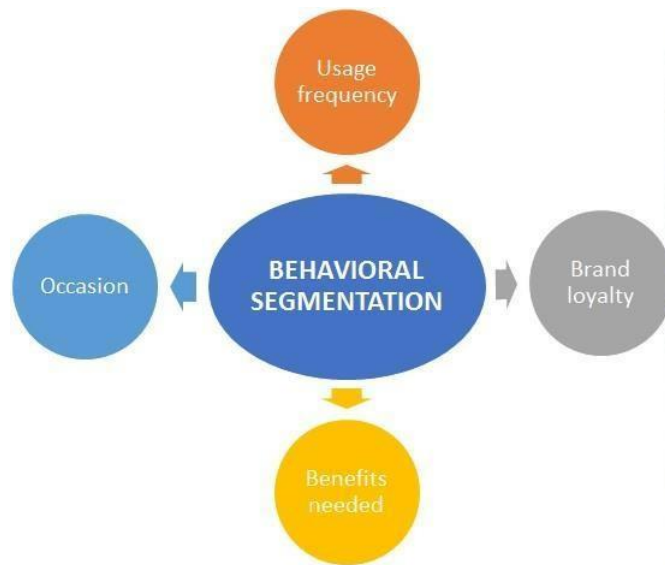 Usage
frequency
Occasion
BEHAVIORAL
SEGMENTATION
Brand
loyalty
Benefits
needed